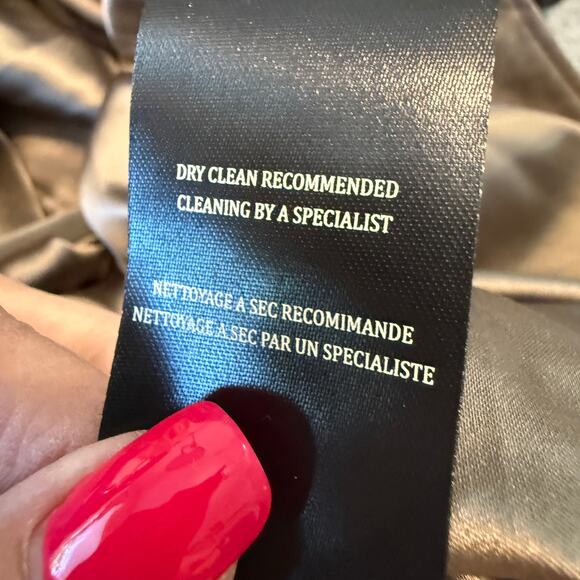 DRY CLEAN RECOMMENDED
CLEANING BY A SPECIALIST
NETTOYAGE A SEC RECOMIMANDE
NETTOYAGE A SEC PAR UN SPECIALISTE